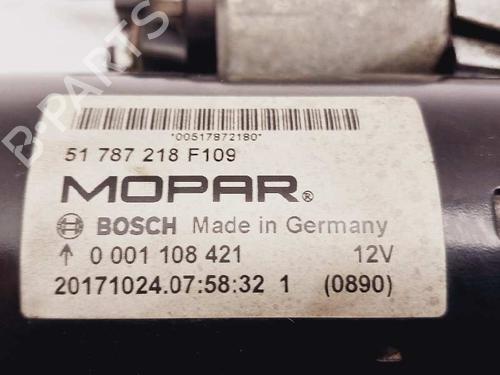 B-PARTS
*00517872180*
51 787 218 F109
MOPAR®
BOSCH Made in Germany
↑ 0 001 108 421 12V
20171024.07:58:32 1 (0890)